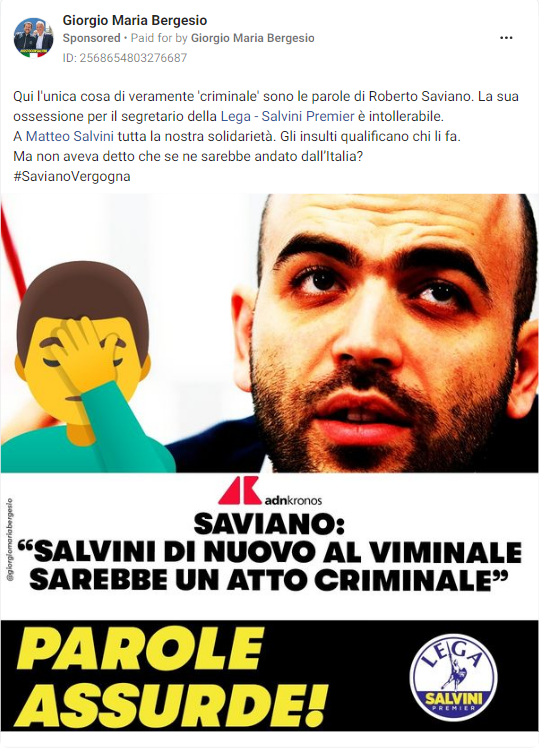 Giorgio Maria Bergesio
Sponsored • Paid for by Giorgio Maria Bergesio
ID: 2568654803276687
Qui l'unica cosa di veramente 'criminale' sono le parole di Roberto Saviano. La sua
ossessione per il segretario della Lega - Salvini Premier è intollerabile.
A Matteo Salvini tutta la nostra solidarietà. Gli insulti qualificano chi li fa.
Ma non aveva detto che se ne sarebbe andato dall'Italia?
#SavianoVergogna
adnkronos
@giorgiomariabergesio
SAVIANO:
“SALVINI DI NUOVO AL VIMINALE
SAREBBE UN ATTO CRIMINALE”
PAROLE
ASSURDE!
LEGA
SALVINI
PREMIER